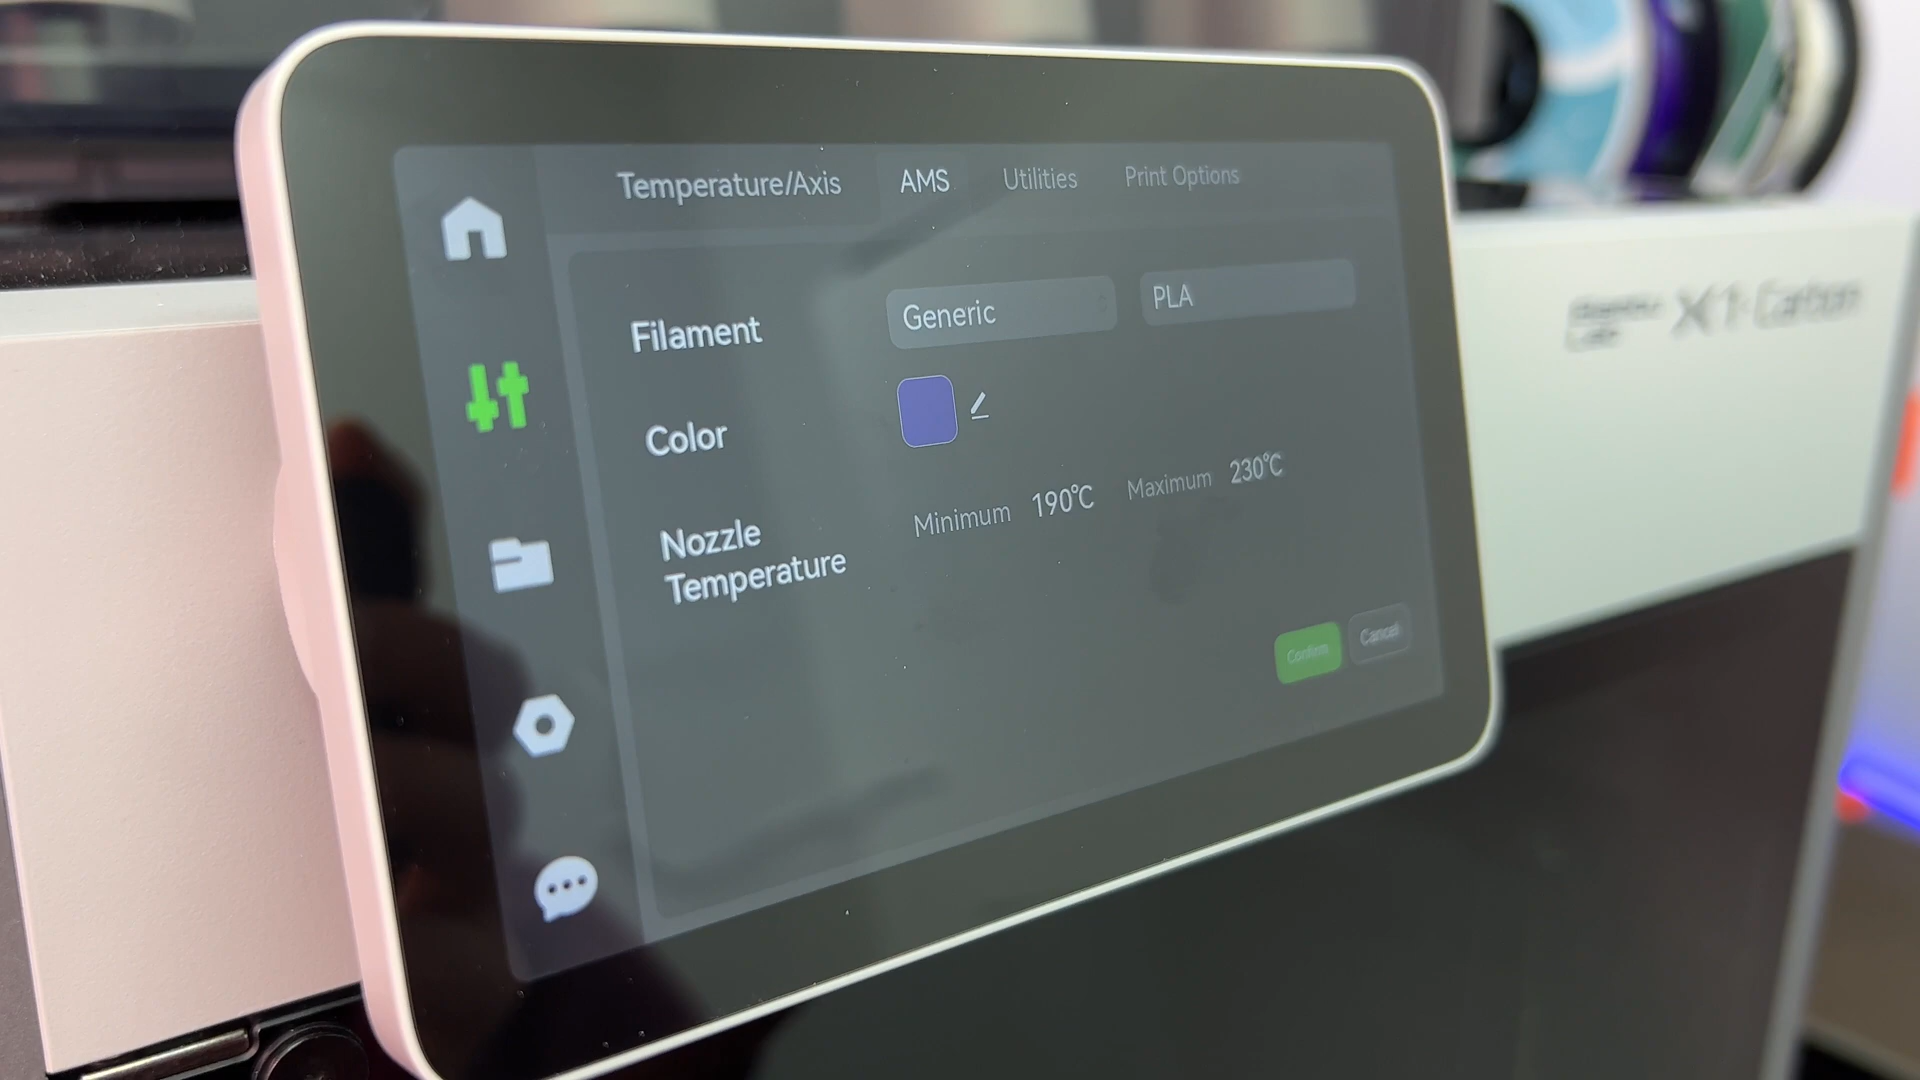 Temperature/Axis AMS Utilities Print Options
Filament Generic PLA
Color
Nozzle
Temperature
Minimum 190℃ Maximum 230℃
Confirm Cancel
X1-Carbon